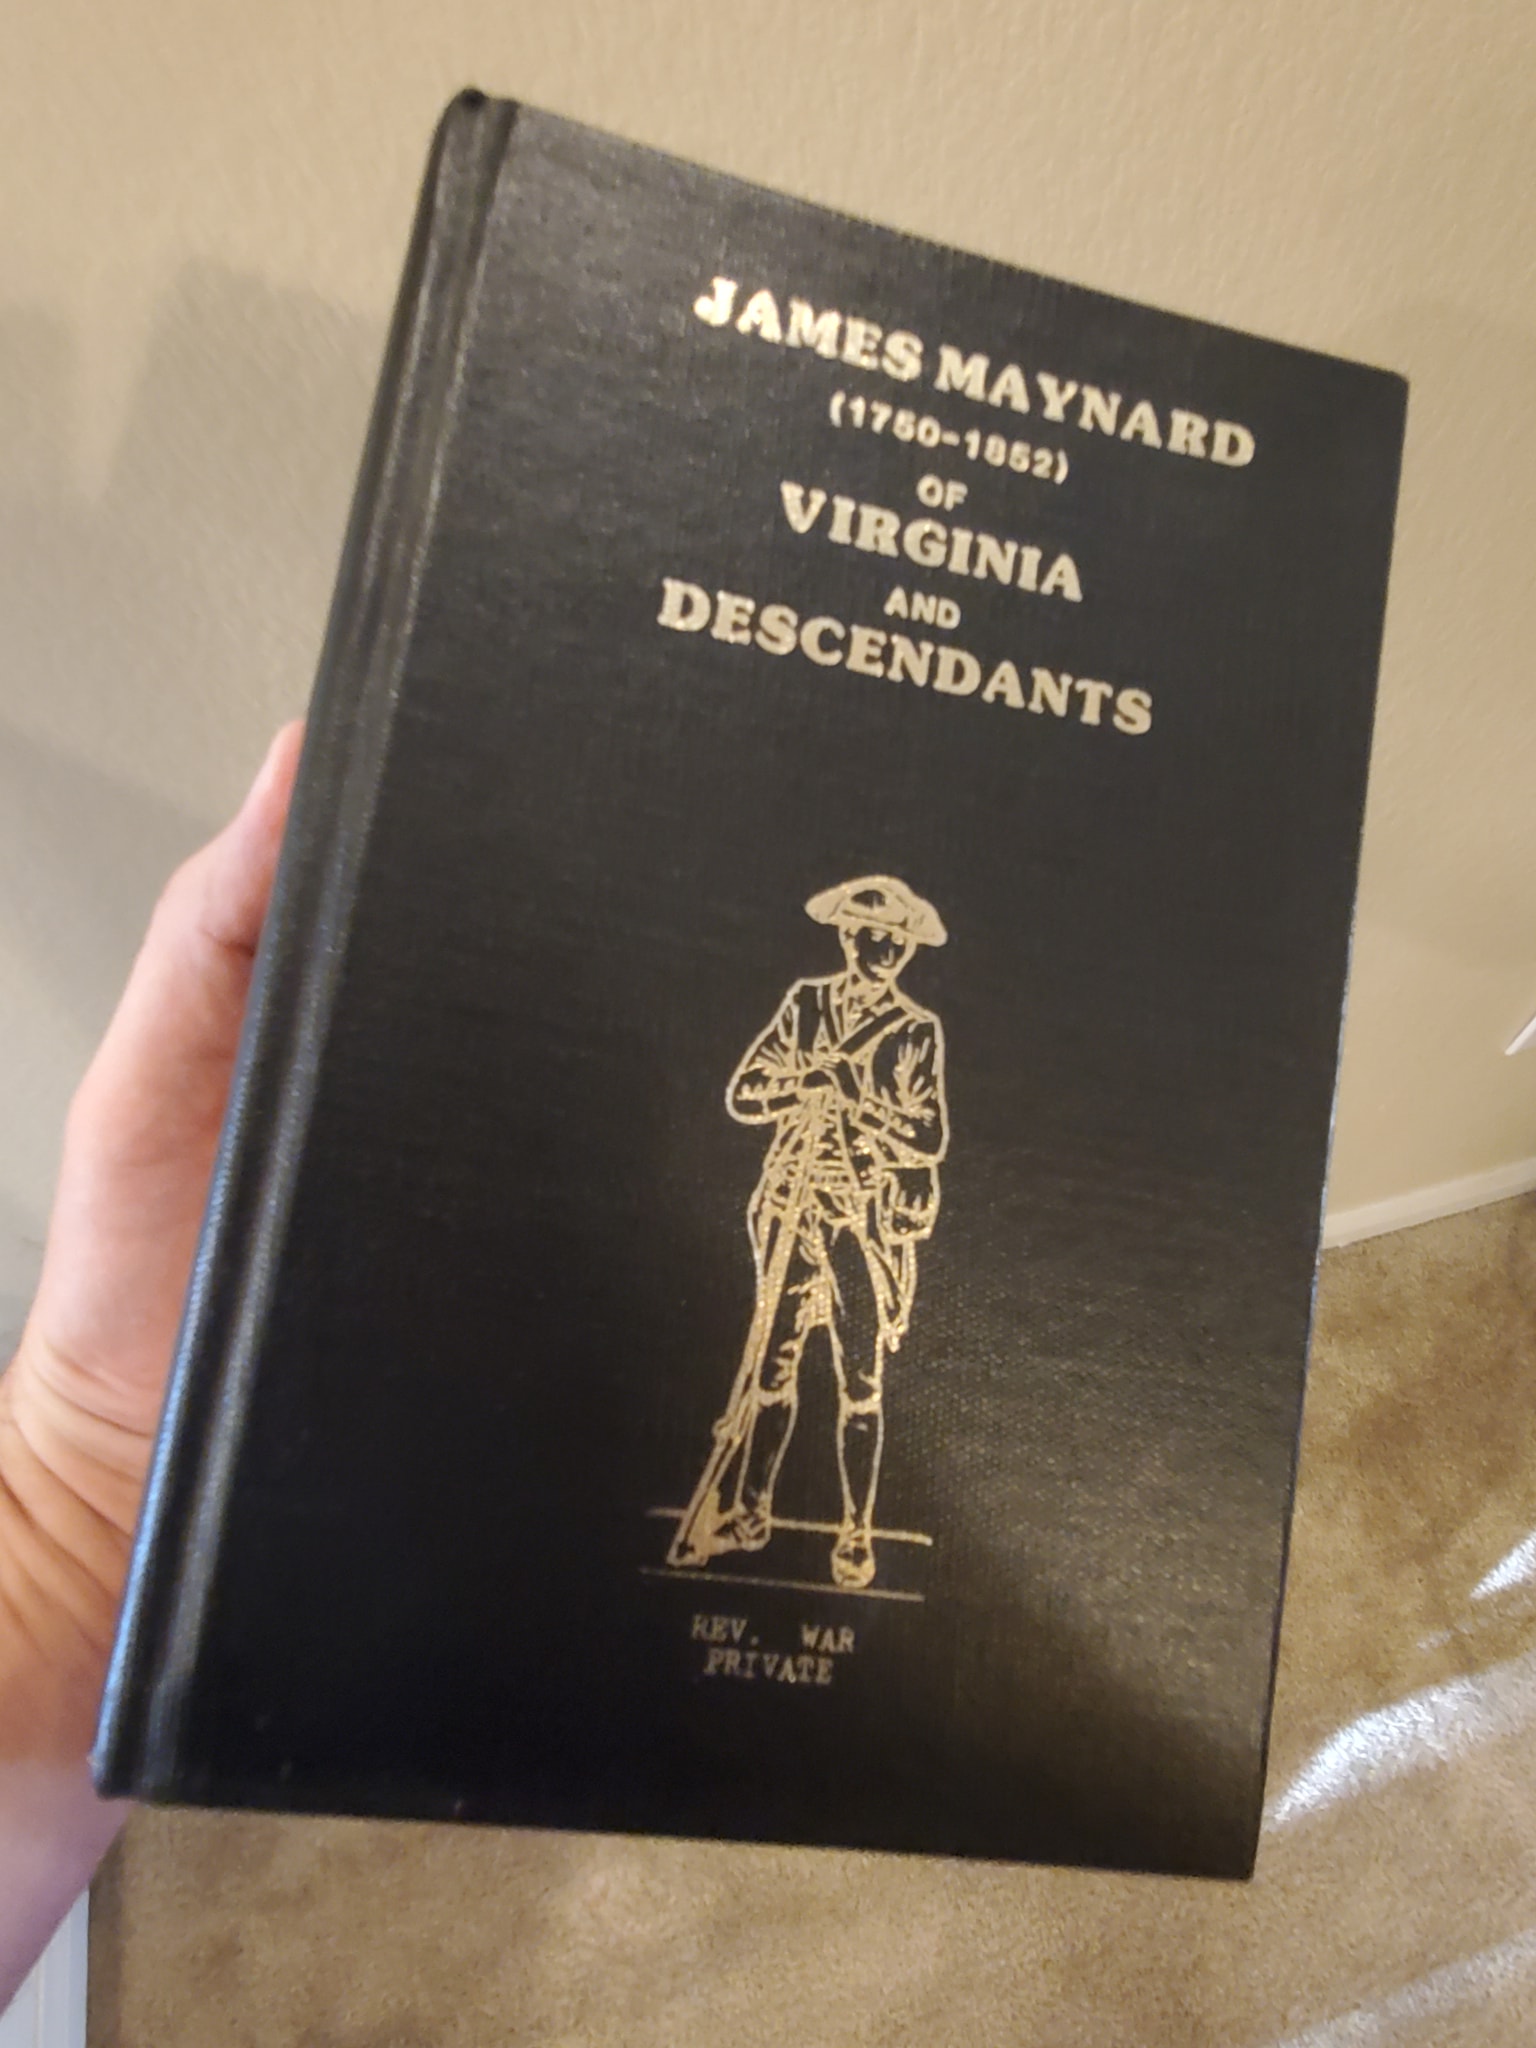 JAMES MAYNARD
(1750-1852)
OF
VIRGINIA
AND
DESCENDANTS
REV. WAR
PRIVATE